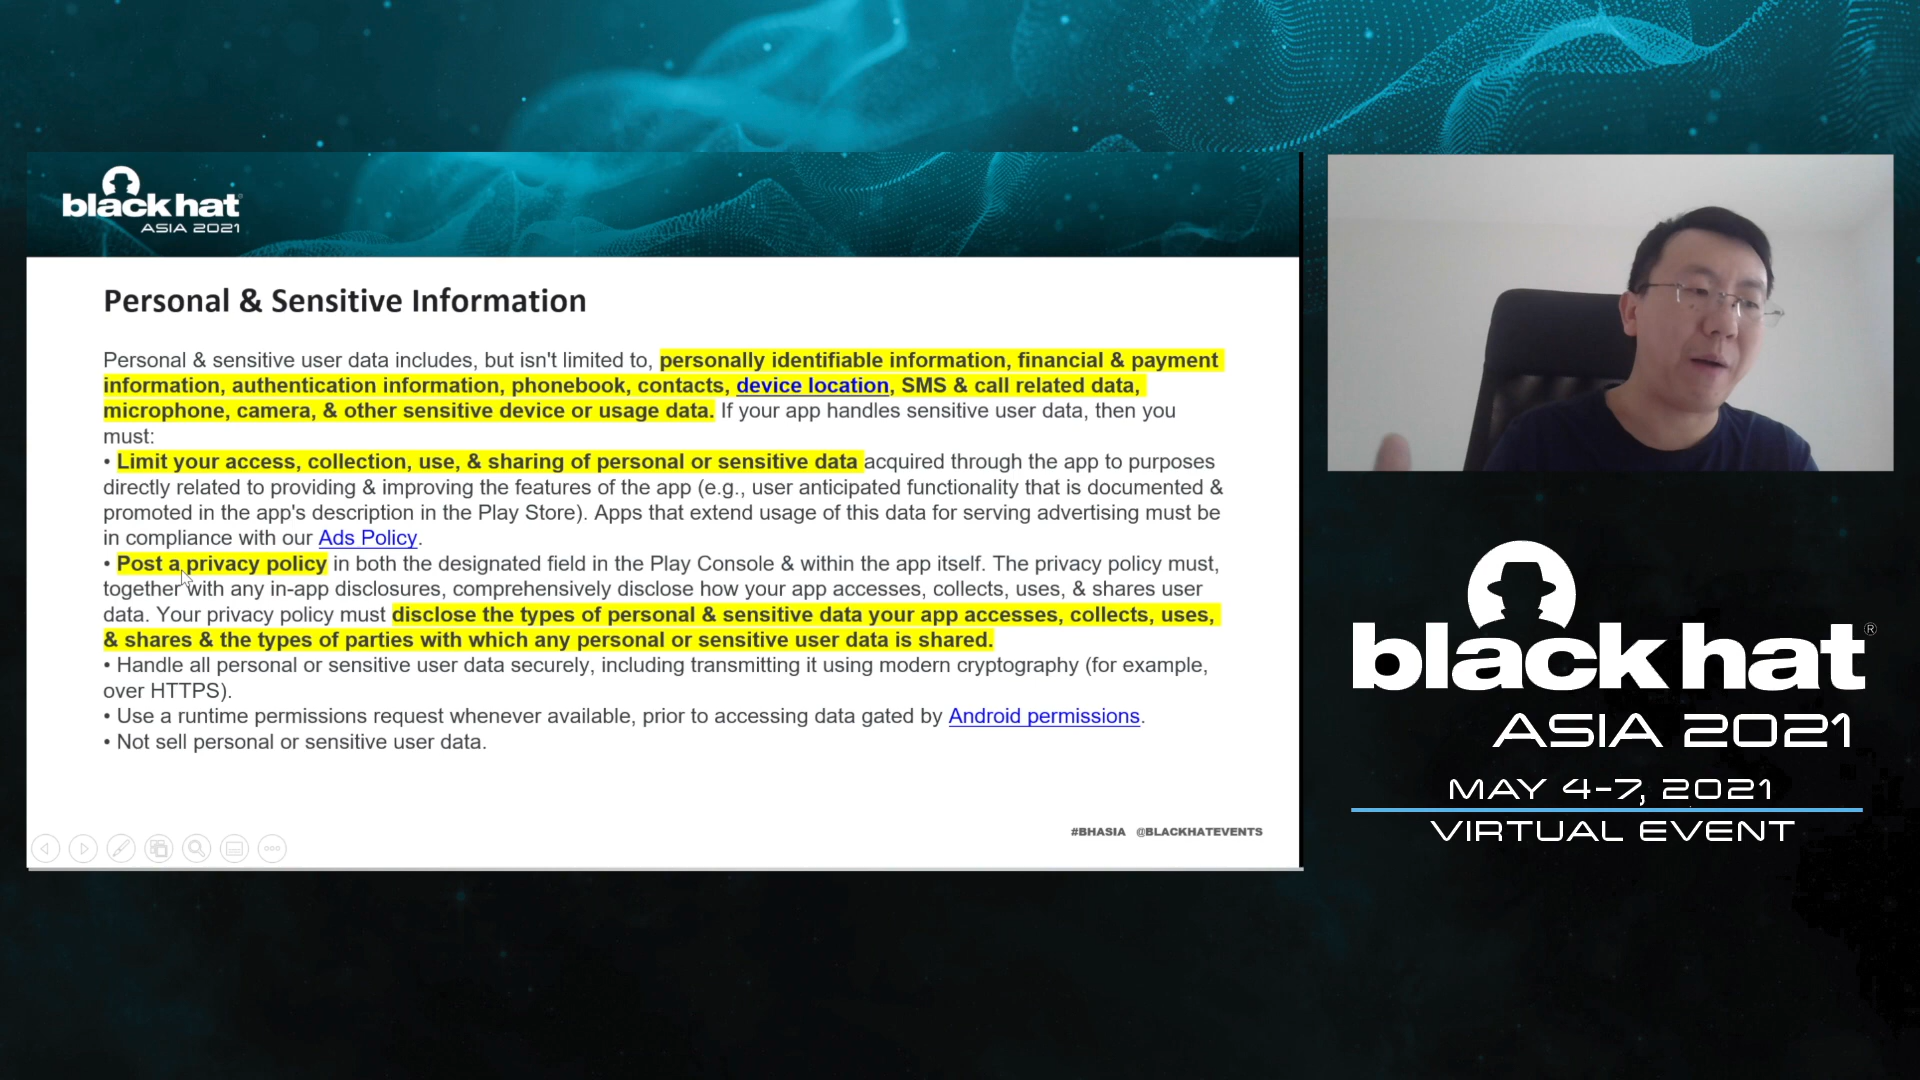 black hat
ASIA 2021
Personal & Sensitive Information
Personal & sensitive user data includes, but isn't limited to, personally identifiable information, financial & payment
information, authentication information, phonebook, contacts, device location, SMS & call related data,
microphone, camera, & other sensitive device or usage data. If your app handles sensitive user data, then you
must:
• Limit your access, collection, use, & sharing of personal or sensitive data acquired through the app to purposes
directly related to providing & improving the features of the app (e.g., user anticipated functionality that is documented &
promoted in the app's description in the Play Store). Apps that extend usage of this data for serving advertising must be
in compliance with our Ads Policy.
• Post a privacy policy in both the designated field in the Play Console & within the app itself. The privacy policy must,
together with any in-app disclosures, comprehensively disclose how your app accesses, collects, uses, & shares user
data. Your privacy policy must disclose the types of personal & sensitive data your app accesses, collects, uses,
& shares & the types of parties with which any personal or sensitive user data is shared.
• Handle all personal or sensitive user data securely, including transmitting it using modern cryptography (for example,
over HTTPS).
• Use a runtime permissions request whenever available, prior to accessing data gated by Android permissions.
• Not sell personal or sensitive user data.
#BHASIA @BLACKHATEVENTS
black hat®
ASIA 2021
MAY 4-7, 2021
VIRTUAL EVENT